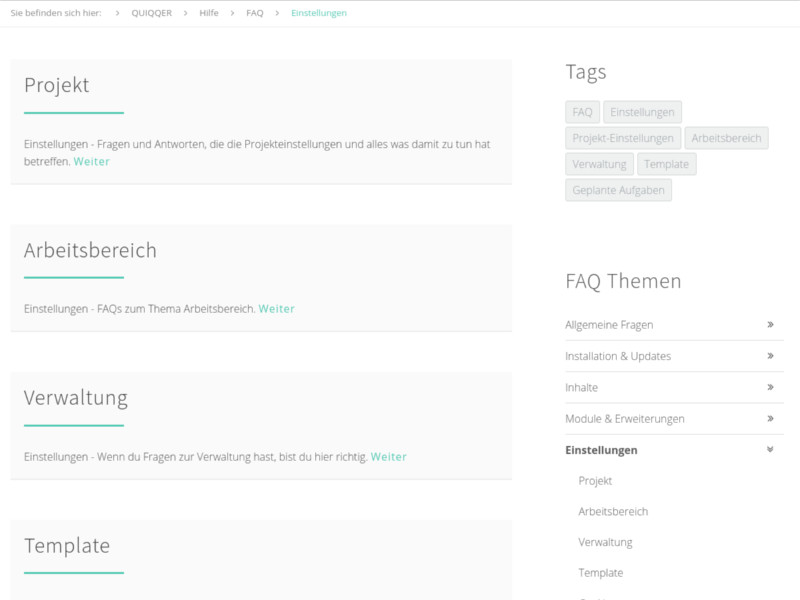 Sie befinden sich hier: > QUIQQER > Hilfe > FAQ > Einstellungen
Projekt
Einstellungen - Fragen und Antworten, die die Projekteinstellungen und alles was damit zu tun hat
betreffen. Weiter
Arbeitsbereich
Einstellungen - FAQs zum Thema Arbeitsbereich. Weiter
Verwaltung
Einstellungen - Wenn du Fragen zur Verwaltung hast, bist du hier richtig. Weiter
Template
Tags
FAQ Einstellungen
Projekt-Einstellungen Arbeitsbereich
Verwaltung Template
Geplante Aufgaben
FAQ Themen
Allgemeine Fragen
Installation & Updates
Inhalte
Module & Erweiterungen
Einstellungen
Projekt
Arbeitsbereich
Verwaltung
Template